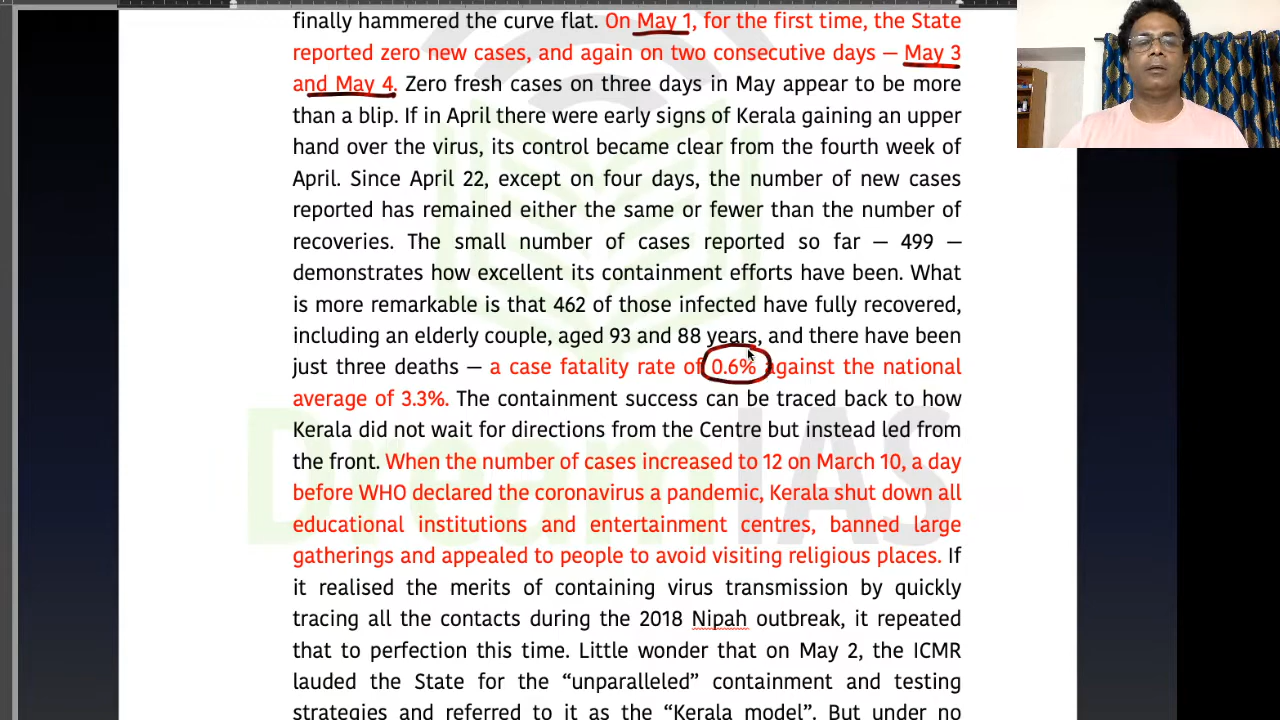 finally hammered the curve flat. On May 1, for the first time, the State
reported zero new cases, and again on two consecutive days — May 3
and May 4. Zero fresh cases on three days in May appear to be more
than a blip. If in April there were early signs of Kerala gaining an upper
hand over the virus, its control became clear from the fourth week of
April. Since April 22, except on four days, the number of new cases
reported has remained either the same or fewer than the number of
recoveries. The small number of cases reported so far — 499 —
demonstrates how excellent its containment efforts have been. What
is more remarkable is that 462 of those infected have fully recovered,
including an elderly couple, aged 93 and 88 years, and there have been
just three deaths — a case fatality rate of 0.6% against the national
average of 3.3%. The containment success can be traced back to how
Kerala did not wait for directions from the Centre but instead led from
the front. When the number of cases increased to 12 on March 10, a day
before WHO declared the coronavirus a pandemic, Kerala shut down all
educational institutions and entertainment centres, banned large
gatherings and appealed to people to avoid visiting religious places. If
it realised the merits of containing virus transmission by quickly
tracing all the contacts during the 2018 Nipah outbreak, it repeated
that to perfection this time. Little wonder that on May 2, the ICMR
lauded the State for the “unparalleled” containment and testing
strategies and referred to it as the “Kerala model”. But under no
DreamIAS